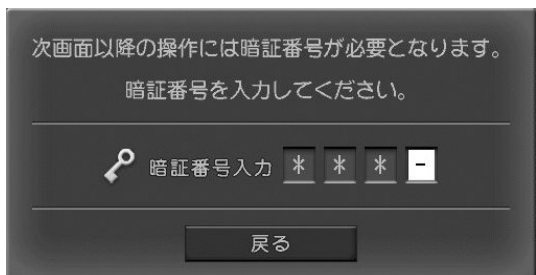 次画面以降の操作には暗証番号が必要となります。
暗証番号を入力してください。
暗証番号入力 * * * -
戻る